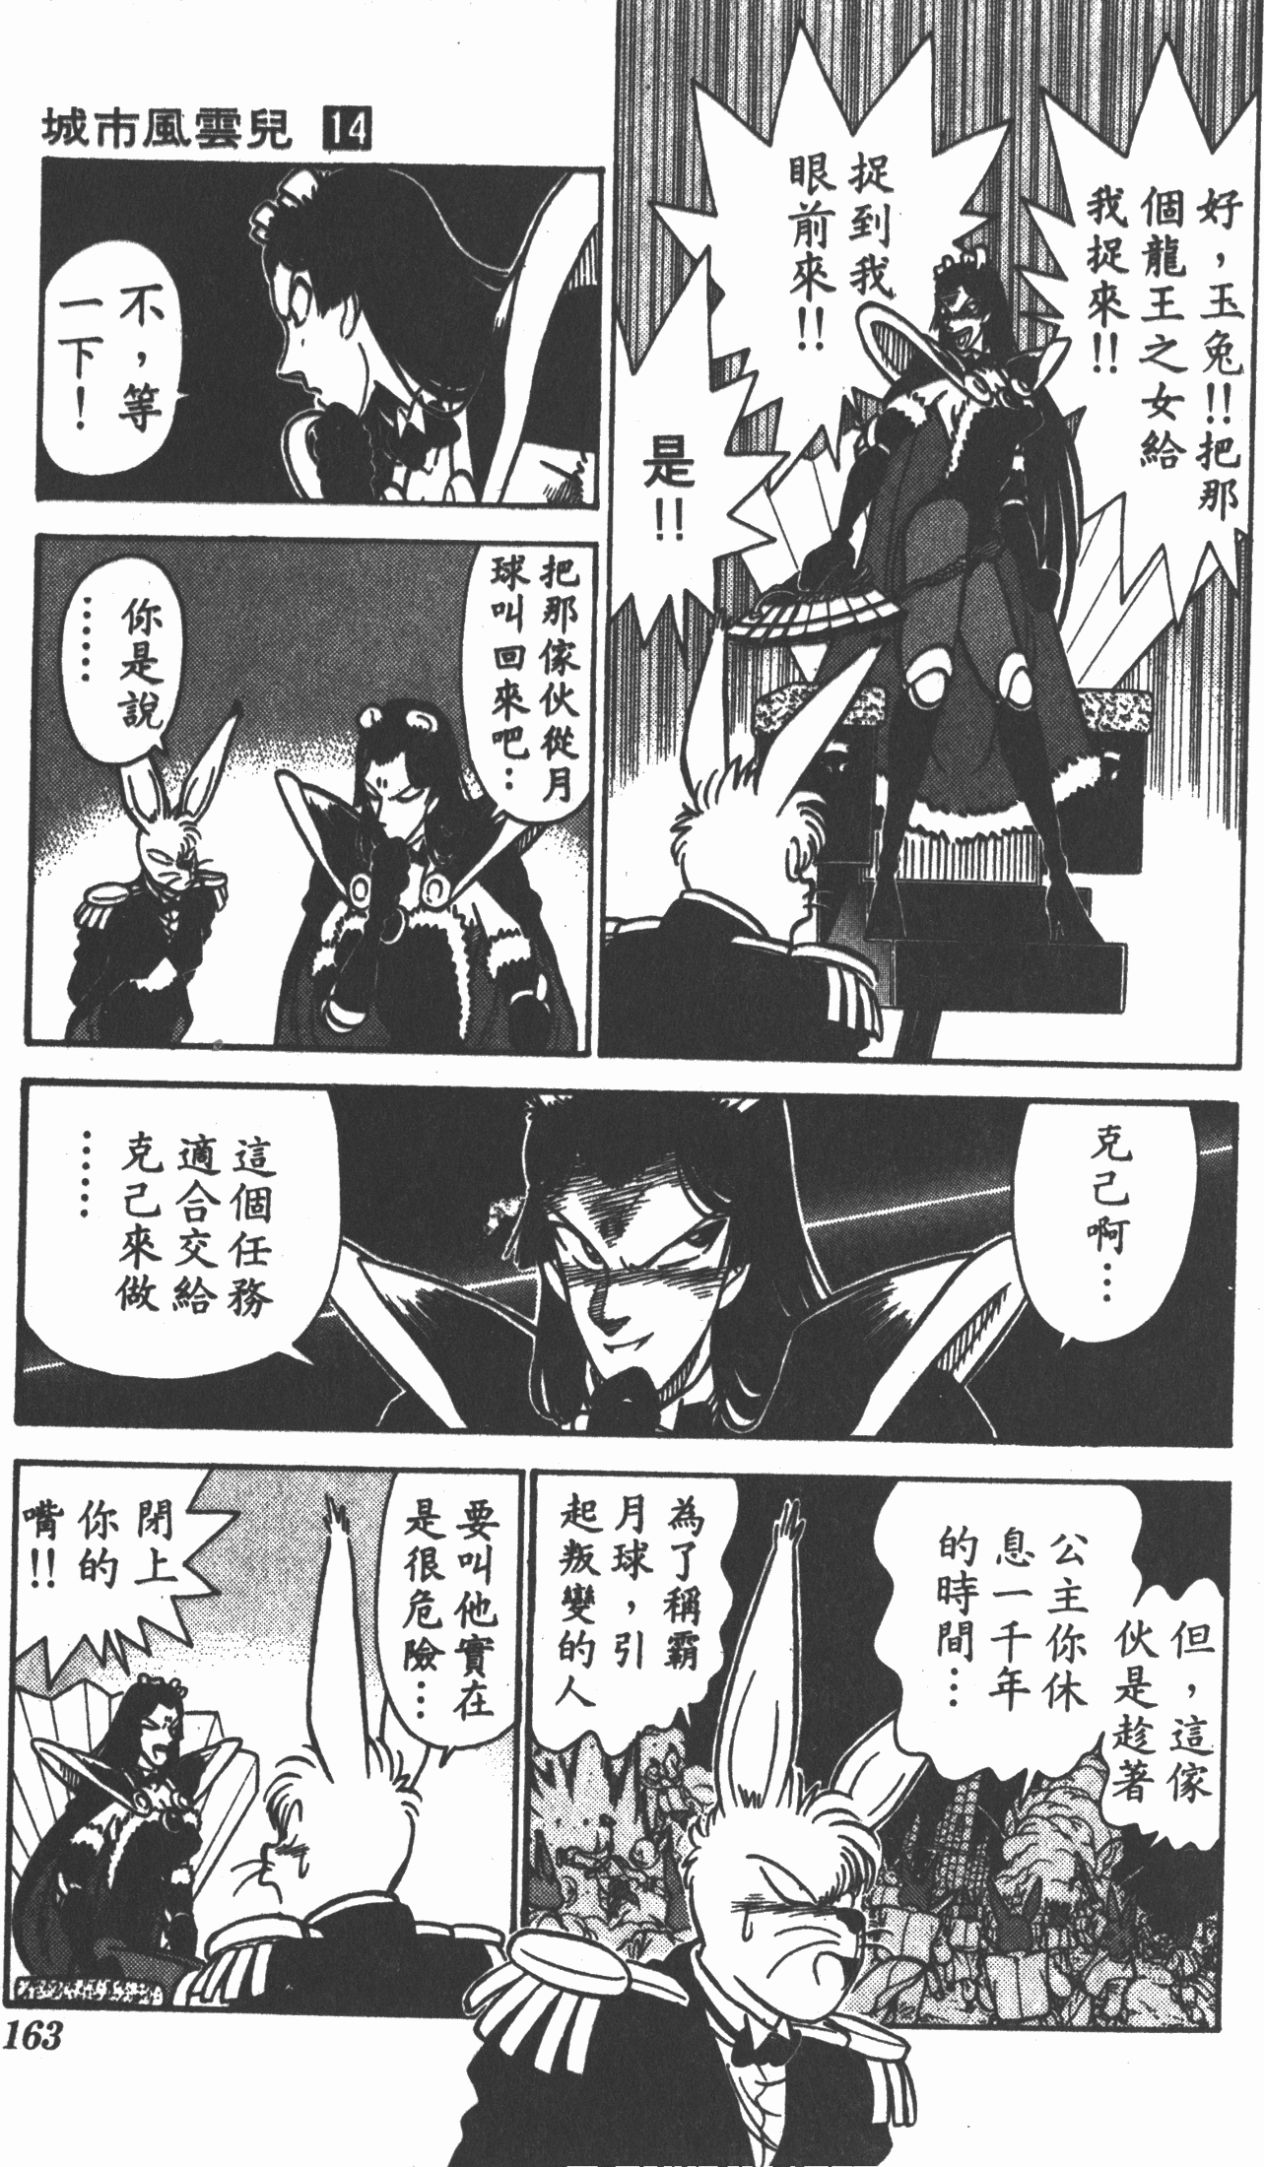 城市風雲兒 14
好，玉兔!!把那
個龍王之女給
我捉來!!
捉到我
眼前來!!
是!!
不，等
一下！
把那傢伙從月
球叫回來吧…
你是說
……
克己啊…
這個任務
適合交給
克己來做
……
但，這傢
伙是趁著
公主你休
息一千年
的時間…
為了稱霸
月球，引
起叛變的人
要叫他實在
是很危險…
閉上
你的
嘴!!
163